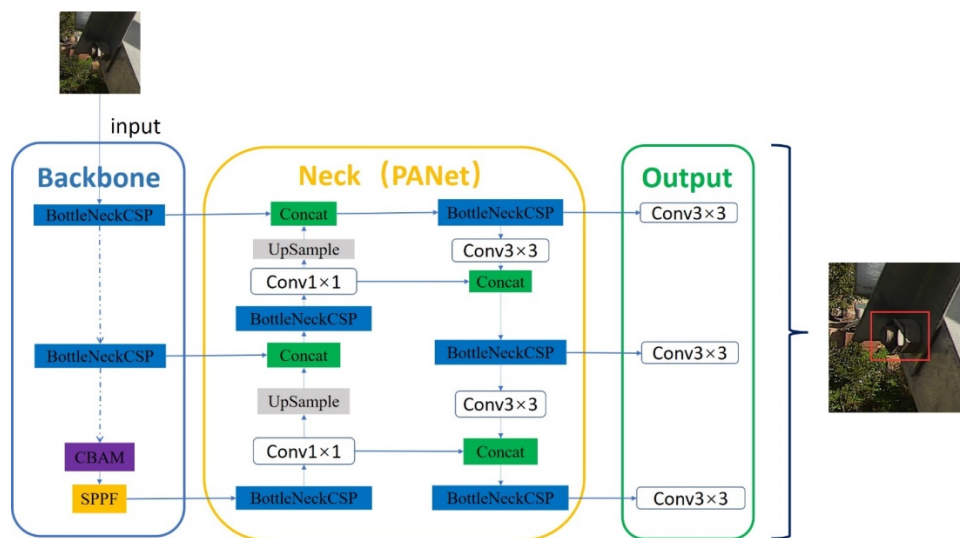 input
Backbone
BottleNeckCSP
BottleNeckCSP
CBAM
SPPF
Neck（PANet）
Concat
UpSample
Conv1×1
BottleNeckCSP
Concat
UpSample
Conv1×1
BottleNeckCSP
BottleNeckCSP
Conv3×3
Concat
BottleNeckCSP
Conv3×3
Concat
BottleNeckCSP
Output
Conv3×3
Conv3×3
Conv3×3